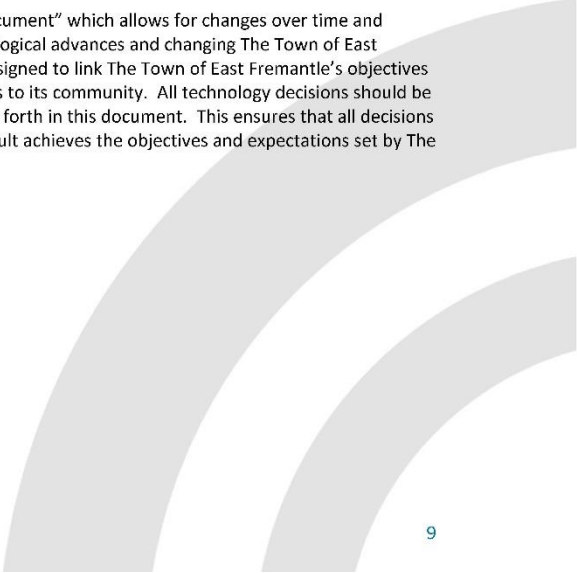 cument” which allows for changes over time and
ogical advances and changing The Town of East
signed to link The Town of East Fremantle’s objectives
s to its community.  All technology decisions should be
forth in this document.  This ensures that all decisions
ult achieves the objectives and expectations set by The
9